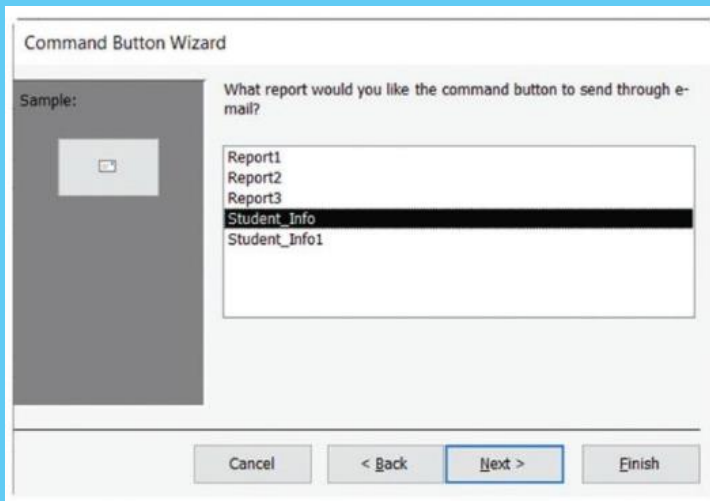 Command Button Wizard
Sample:
What report would you like the command button to send through e-
mail?
Report1
Report2
Report3
Student_Info
Student_Info1
Cancel
< Back
Next >
Finish